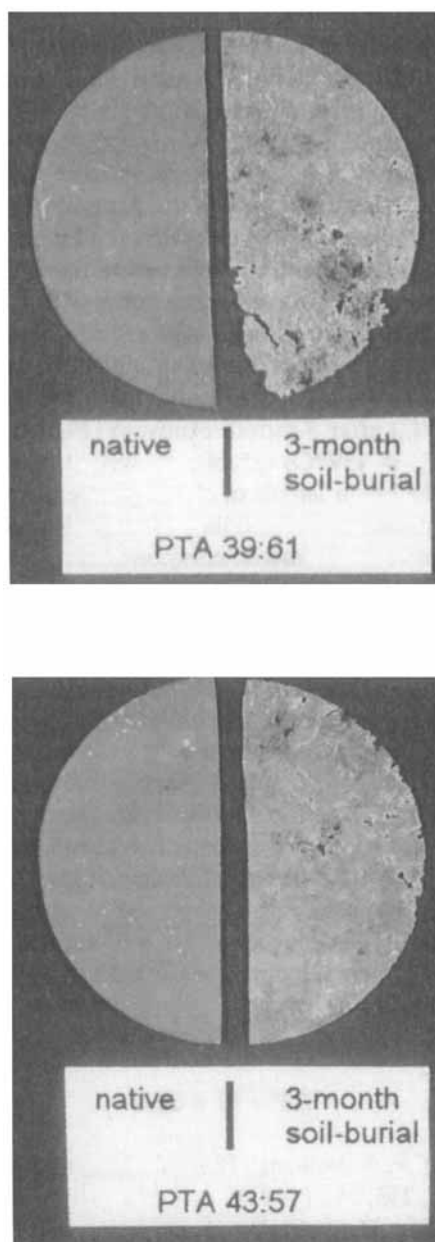 native 3-month
soil-burial
PTA 39:61
native 3-month
soil-burial
PTA 43:57